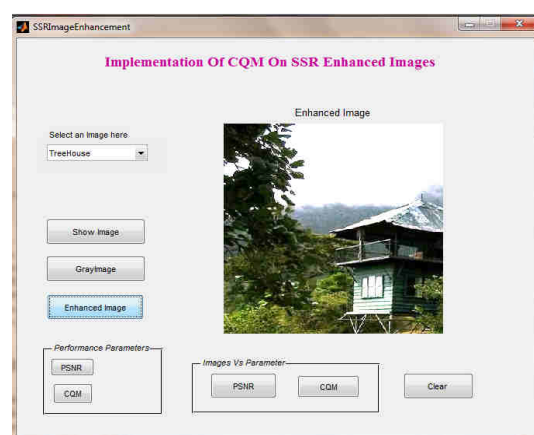 SSRImageEnhancement
Implementation Of CQM On SSR Enhanced Images
Enhanced Image
Select an Image here
TreeHouse
Show Image
GrayImage
Enhanced Image
Performance Parameters
PSNR
CQM
Images Vs Parameter
PSNR
CQM
Clear